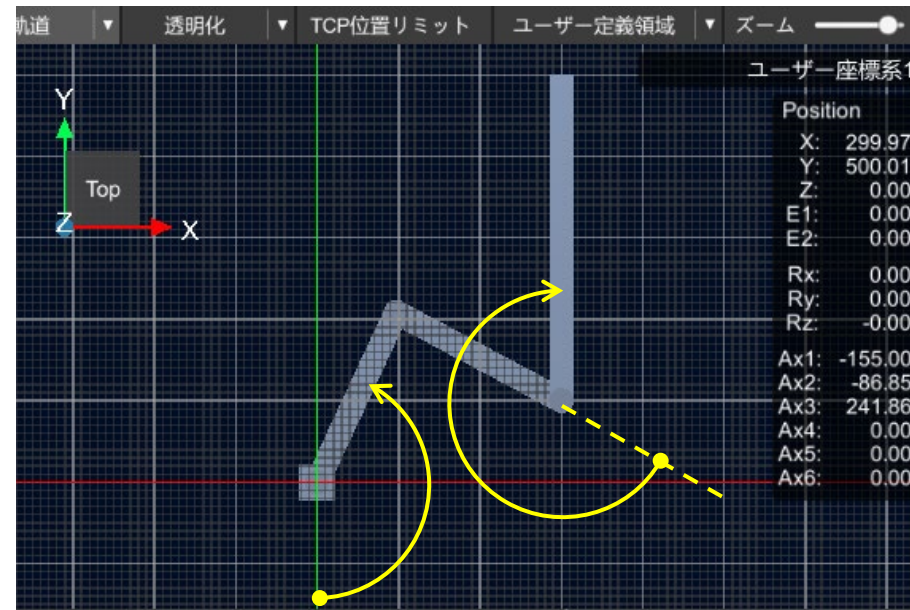 軌道 ▼ 透明化 ▼ TCP位置リミット ユーザー定義領域 ▼ ズーム
ユーザー座標系1
Y
Top
Z
X
Position
X: 299.97
Y: 500.01
Z: 0.00
E1: 0.00
E2: 0.00
Rx: 0.00
Ry: 0.00
Rz: -0.00
Ax1: -155.00
Ax2: -86.85
Ax3: 241.86
Ax4: 0.00
Ax5: 0.00
Ax6: 0.00